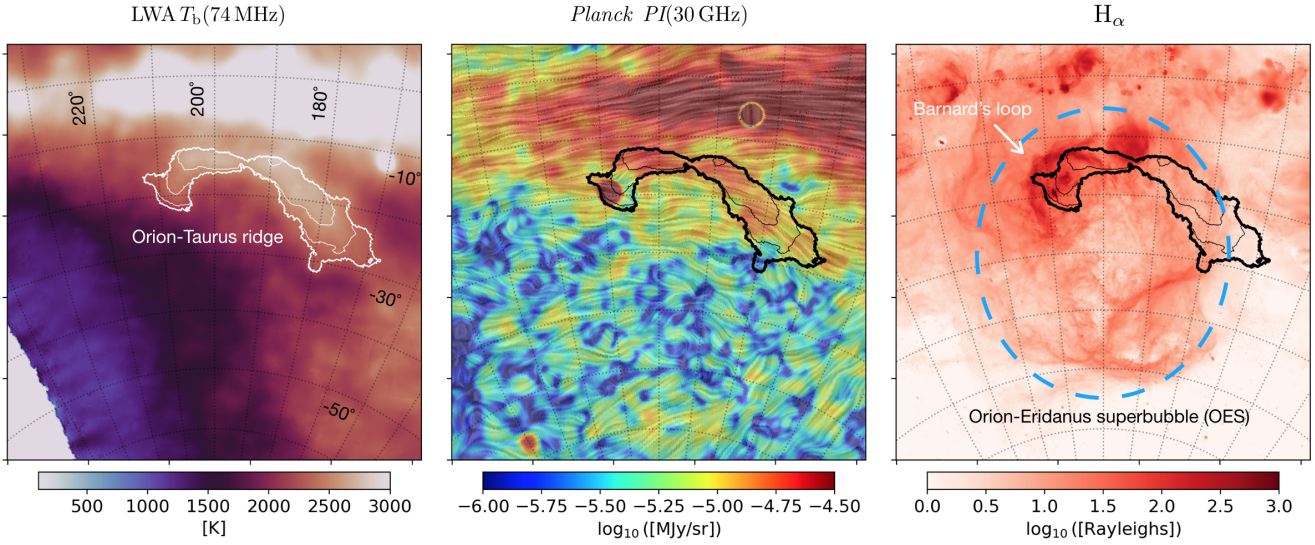 LWA T_b(74 MHz)
Planck PI(30 GHz)
H_α
220°
200°
180°
-10°
-30°
-50°
Orion-Taurus ridge
Barnard's loop
Orion-Eridanus superbubble (OES)
500 1000 1500 2000 2500 3000
[K]
−6.00 −5.75 −5.50 −5.25 −5.00 −4.75 −4.50
log₁₀([MJy/sr])
0.0 0.5 1.0 1.5 2.0 2.5 3.0
log₁₀([Rayleighs])